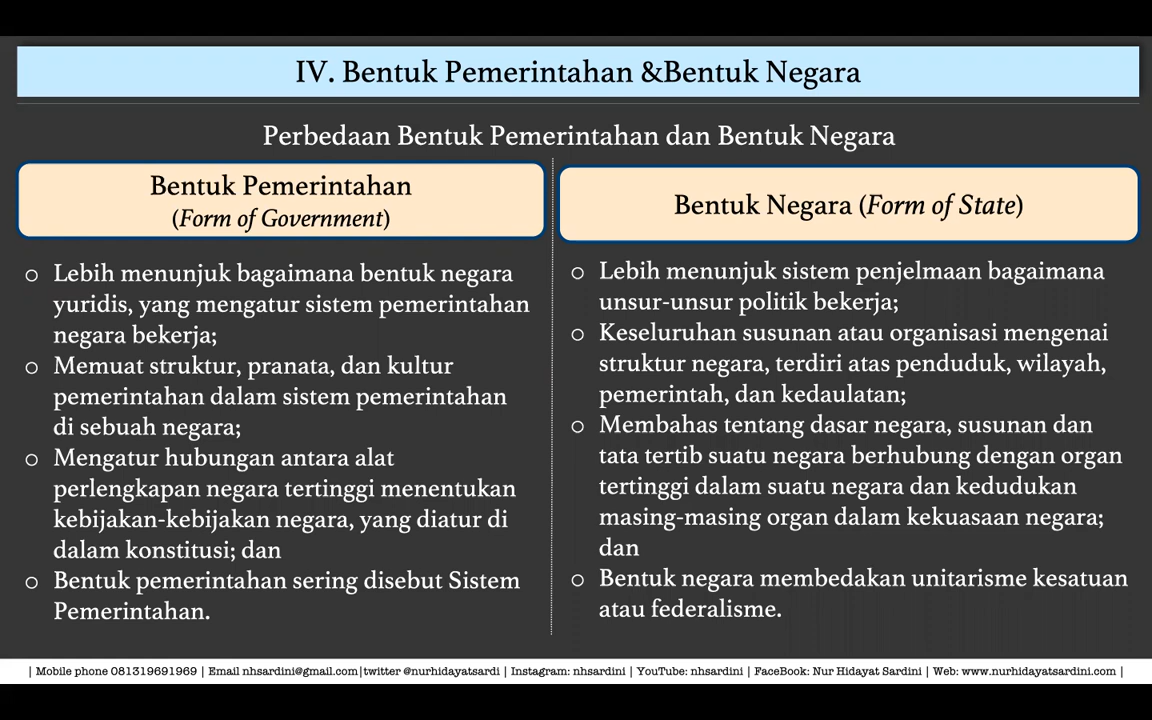 IV. Bentuk Pemerintahan &Bentuk Negara
Perbedaan Bentuk Pemerintahan dan Bentuk Negara
Bentuk Pemerintahan
(Form of Government)
o Lebih menunjuk bagaimana bentuk negara
yuridis, yang mengatur sistem pemerintahan
negara bekerja;
o Memuat struktur, pranata, dan kultur
pemerintahan dalam sistem pemerintahan
di sebuah negara;
o Mengatur hubungan antara alat
perlengkapan negara tertinggi menentukan
kebijakan-kebijakan negara, yang diatur di
dalam konstitusi; dan
o Bentuk pemerintahan sering disebut Sistem
Pemerintahan.
Bentuk Negara (Form of State)
o Lebih menunjuk sistem penjelmaan bagaimana
unsur-unsur politik bekerja;
o Keseluruhan susunan atau organisasi mengenai
struktur negara, terdiri atas penduduk, wilayah,
pemerintah, dan kedaulatan;
o Membahas tentang dasar negara, susunan dan
tata tertib suatu negara berhubung dengan organ
tertinggi dalam suatu negara dan kedudukan
masing-masing organ dalam kekuasaan negara;
dan
o Bentuk negara membedakan unitarisme kesatuan
atau federalisme.
| Mobile phone 081319691969 | Email nhsardini@gmail.com|twitter @nurhidayatsardi | Instagram: nhsardini | YouTube: nhsardini | FaceBook: Nur Hidayat Sardini | Web: www.nurhidayatsardini.com |